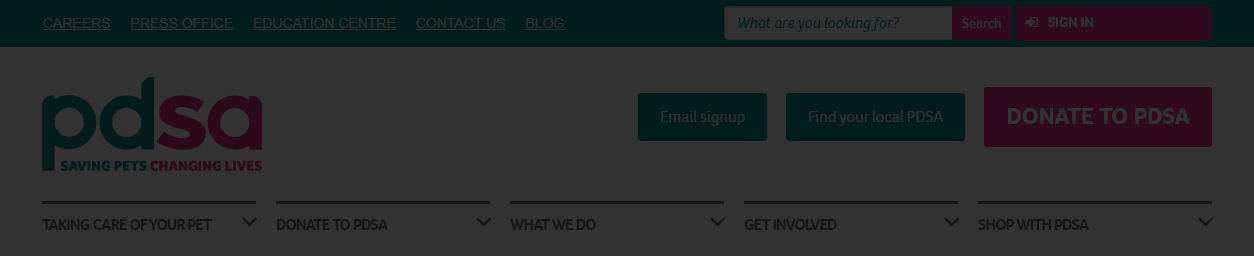 CAREERS PRESS OFFICE EDUCATION CENTRE CONTACT US BLOG What are you looking for? Search SIGN IN
pdsa
SAVING PETS CHANGING LIVES
Email signup Find your local PDSA DONATE TO PDSA
TAKING CARE OF YOUR PET DONATE TO PDSA WHAT WE DO GET INVOLVED SHOP WITH PDSA